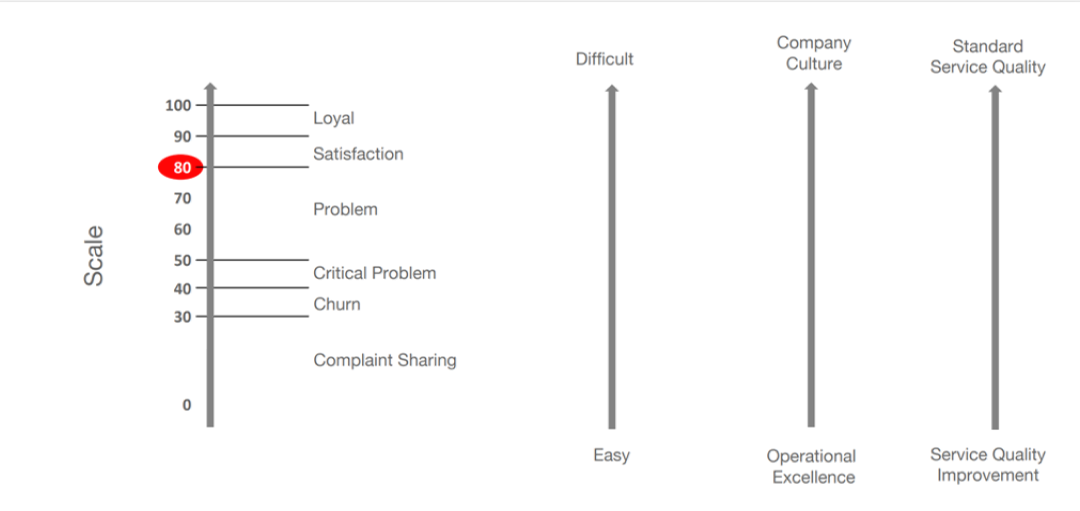 Scale
100
90
80
70
60
50
40
30
0
Loyal
Satisfaction
Problem
Critical Problem
Churn
Complaint Sharing
Difficult
Easy
Company
Culture
Operational
Excellence
Standard
Service Quality
Service Quality
Improvement